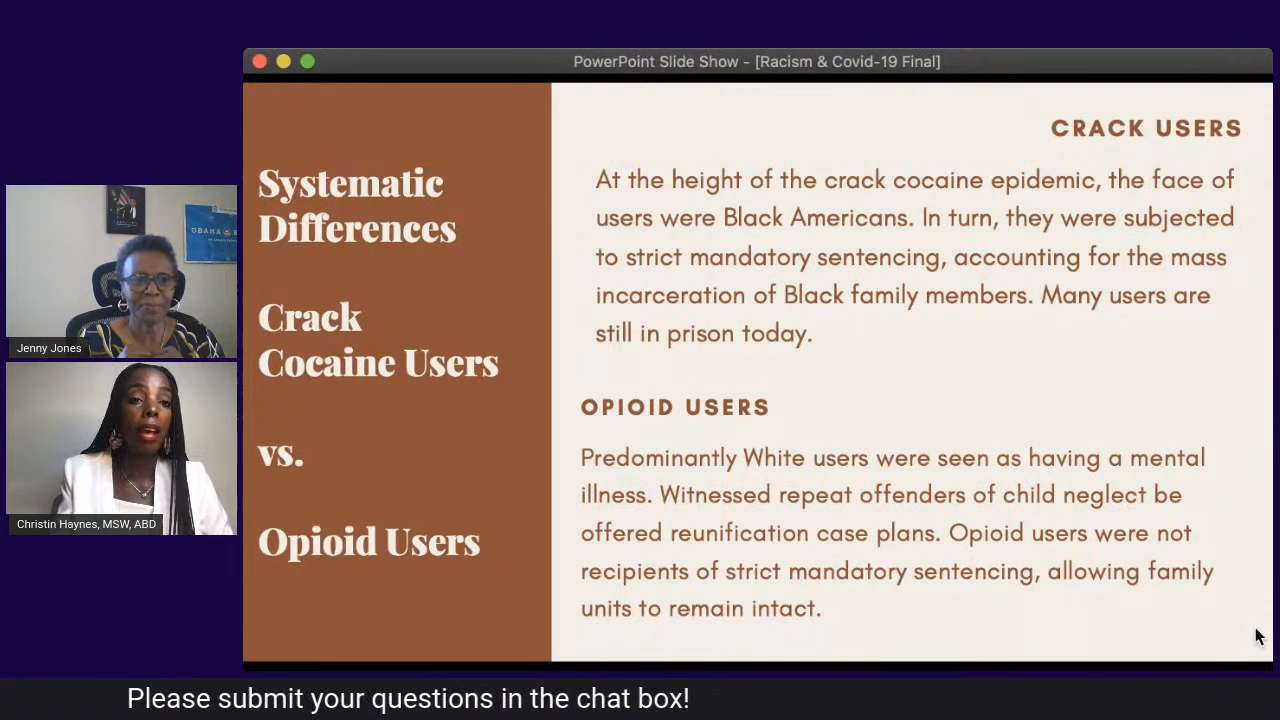 PowerPoint Slide Show - [Racism & Covid-19 Final]
Systematic
Differences
Crack
Cocaine Users
vs.
Opioid Users
CRACK USERS
At the height of the crack cocaine epidemic, the face of
users were Black Americans. In turn, they were subjected
to strict mandatory sentencing, accounting for the mass
incarceration of Black family members. Many users are
still in prison today.
OPIOID USERS
Predominantly White users were seen as having a mental
illness. Witnessed repeat offenders of child neglect be
offered reunification case plans. Opioid users were not
recipients of strict mandatory sentencing, allowing family
units to remain intact.
OBAMA
Jenny Jones
Christin Haynes, MSW, ABD
Please submit your questions in the chat box!